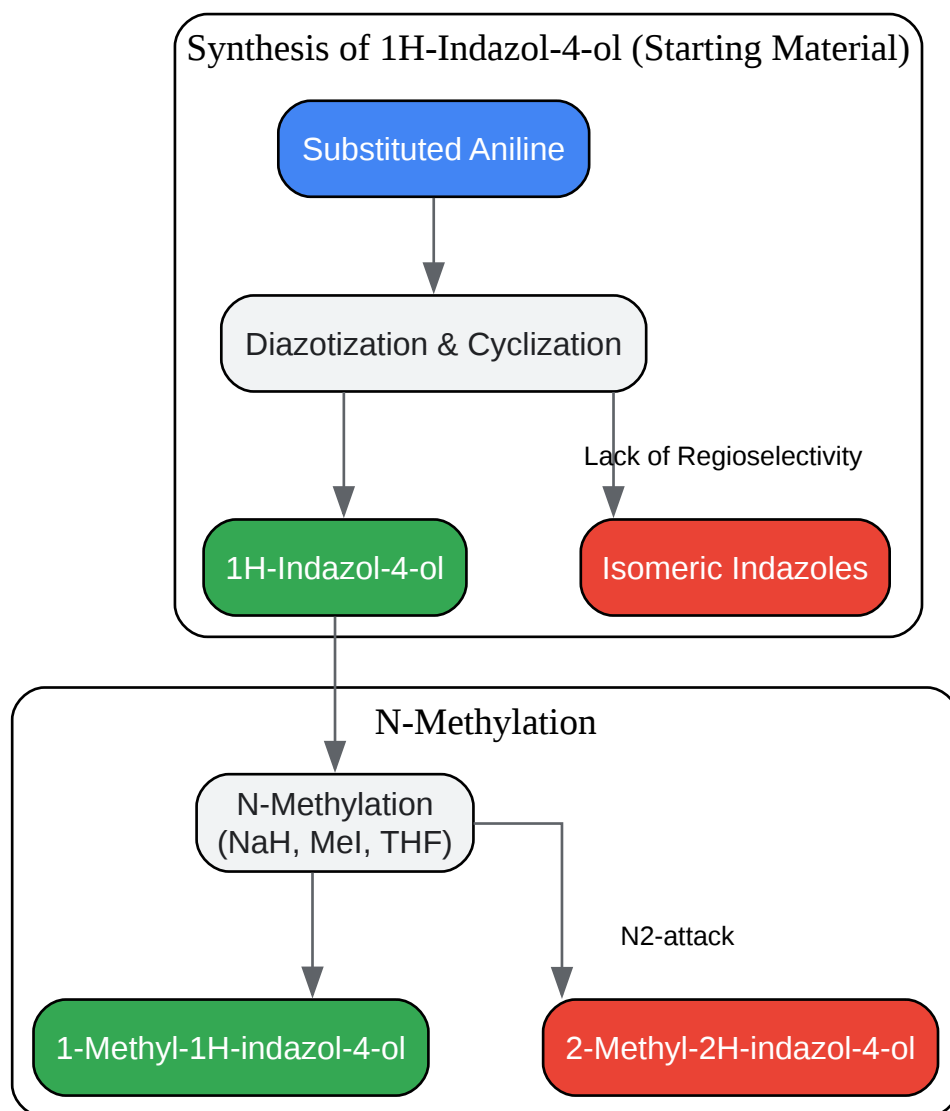 Synthesis of 1H-Indazol-4-ol (Starting Material)
Substituted Aniline
Diazotization & Cyclization
Lack of Regioselectivity
1H-Indazol-4-ol
Isomeric Indazoles
N-Methylation
N-Methylation
(NaH, MeI, THF)
N2-attack
1-Methyl-1H-indazol-4-ol
2-Methyl-2H-indazol-4-ol